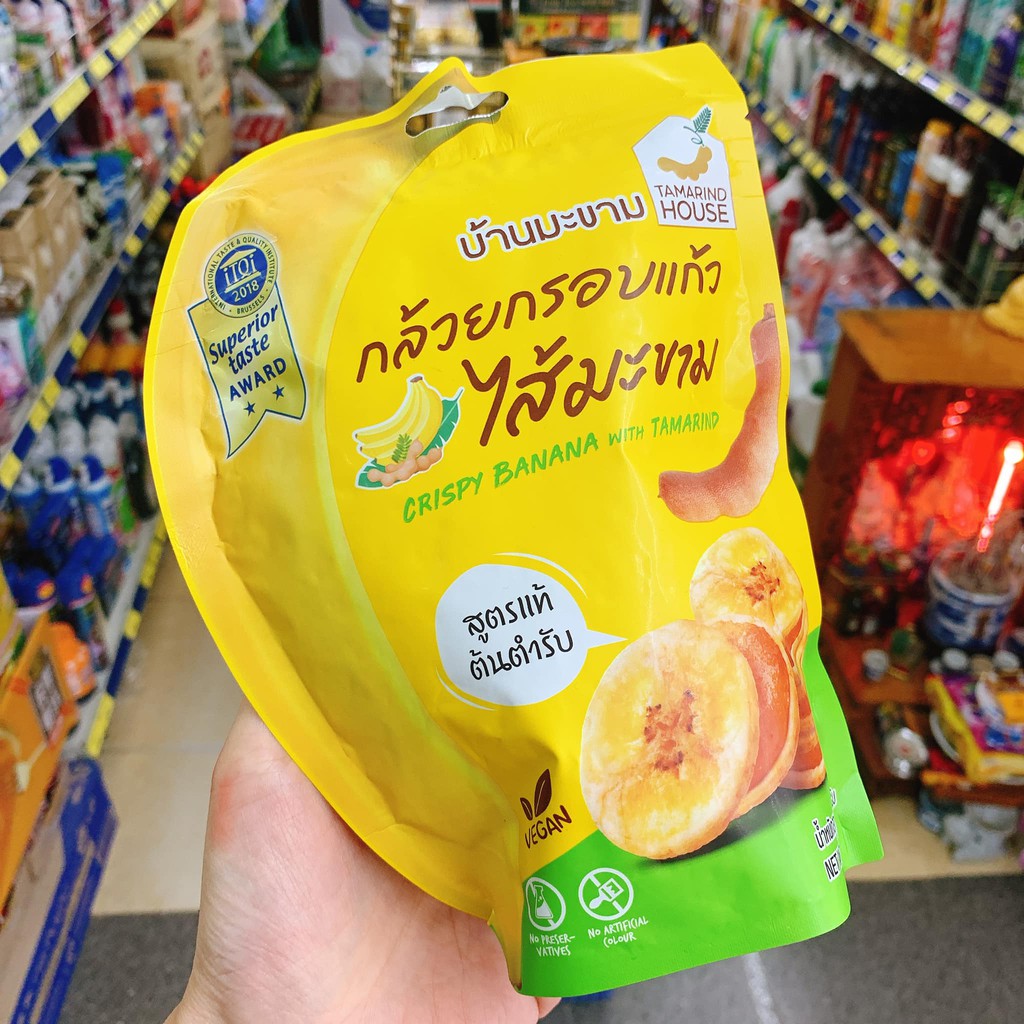 TAMARIND
HOUSE
บ้านมะขาม
กล้วยกรอบแก้ว
ไส้มะขาม
CRISPY BANANA WITH TAMARIND
INTERNATIONAL TASTE & QUALITY INSTITUTE
iTQi
2018
• BRUSSELS •
Superior
taste
AWARD
สูตรแท้
ต้นตำรับ
VEGAN
NO PRESER-
VATIVES
NO ARTIFICIAL
COLOUR
NET